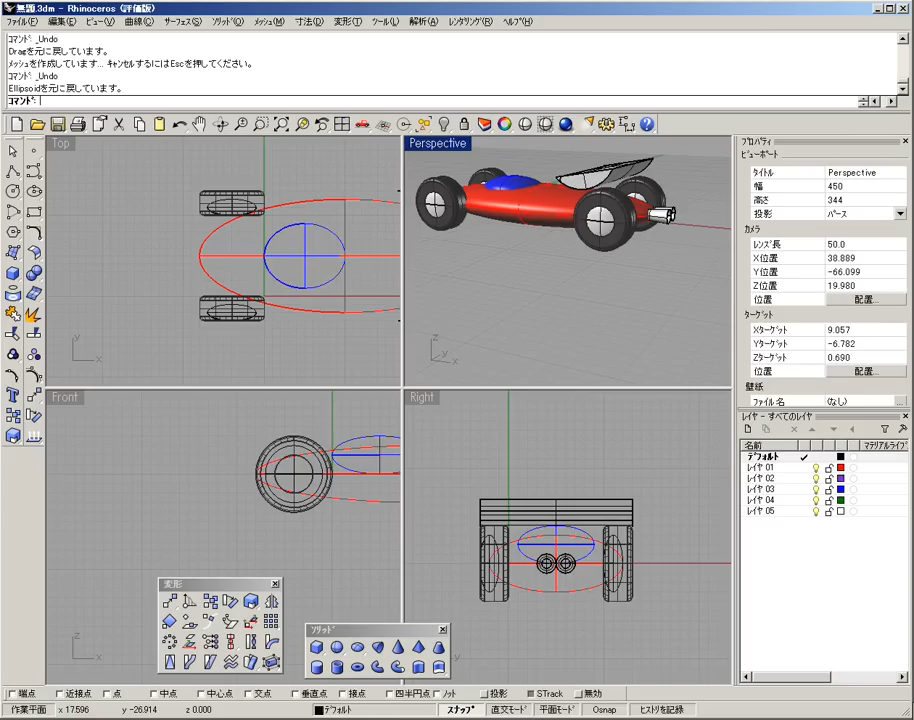 無題.3dm - Rhinoceros (評価版)
ファイル(F) 編集(E) ビュー(V) 曲線(C) サーフェス(S) ソリッド(O) メッシュ(M) 寸法(D) 変形(T) ツール(L) 解析(A) レンダリング(R) ヘルプ(H)
コマンド: _Undo
Dragを元に戻しています。
メッシュを作成しています... キャンセルするにはEscを押してください。
コマンド: _Undo
Ellipsoidを元に戻しています。
コマンド:
Top
y
x
Perspective
z
y
x
Front
z
Right
z
y
変形
ソリッド
プロパティ
ビューポート
タイトル Perspective
幅 450
高さ 344
投影 パース
カメラ
レンズ長 50.0
X位置 38.889
Y位置 -66.099
Z位置 19.980
位置 配置...
ターゲット
Xターゲット 9.057
Yターゲット -6.782
Zターゲット 0.690
位置 配置...
壁紙
ファイル名 (なし) ...
レイヤ - すべてのレイヤ
名前 マテリアルライブ
デフォルト
レイヤ 01
レイヤ 02
レイヤ 03
レイヤ 04
レイヤ 05
端点 近接点 点 中点 中心点 交点 垂直点 接点 四半円点 ノット 投影 STrack 無効
作業平面 x 17.596 y -26.914 z 0.000 デフォルト スナップ 直交モード 平面モード Osnap ヒストリを記録